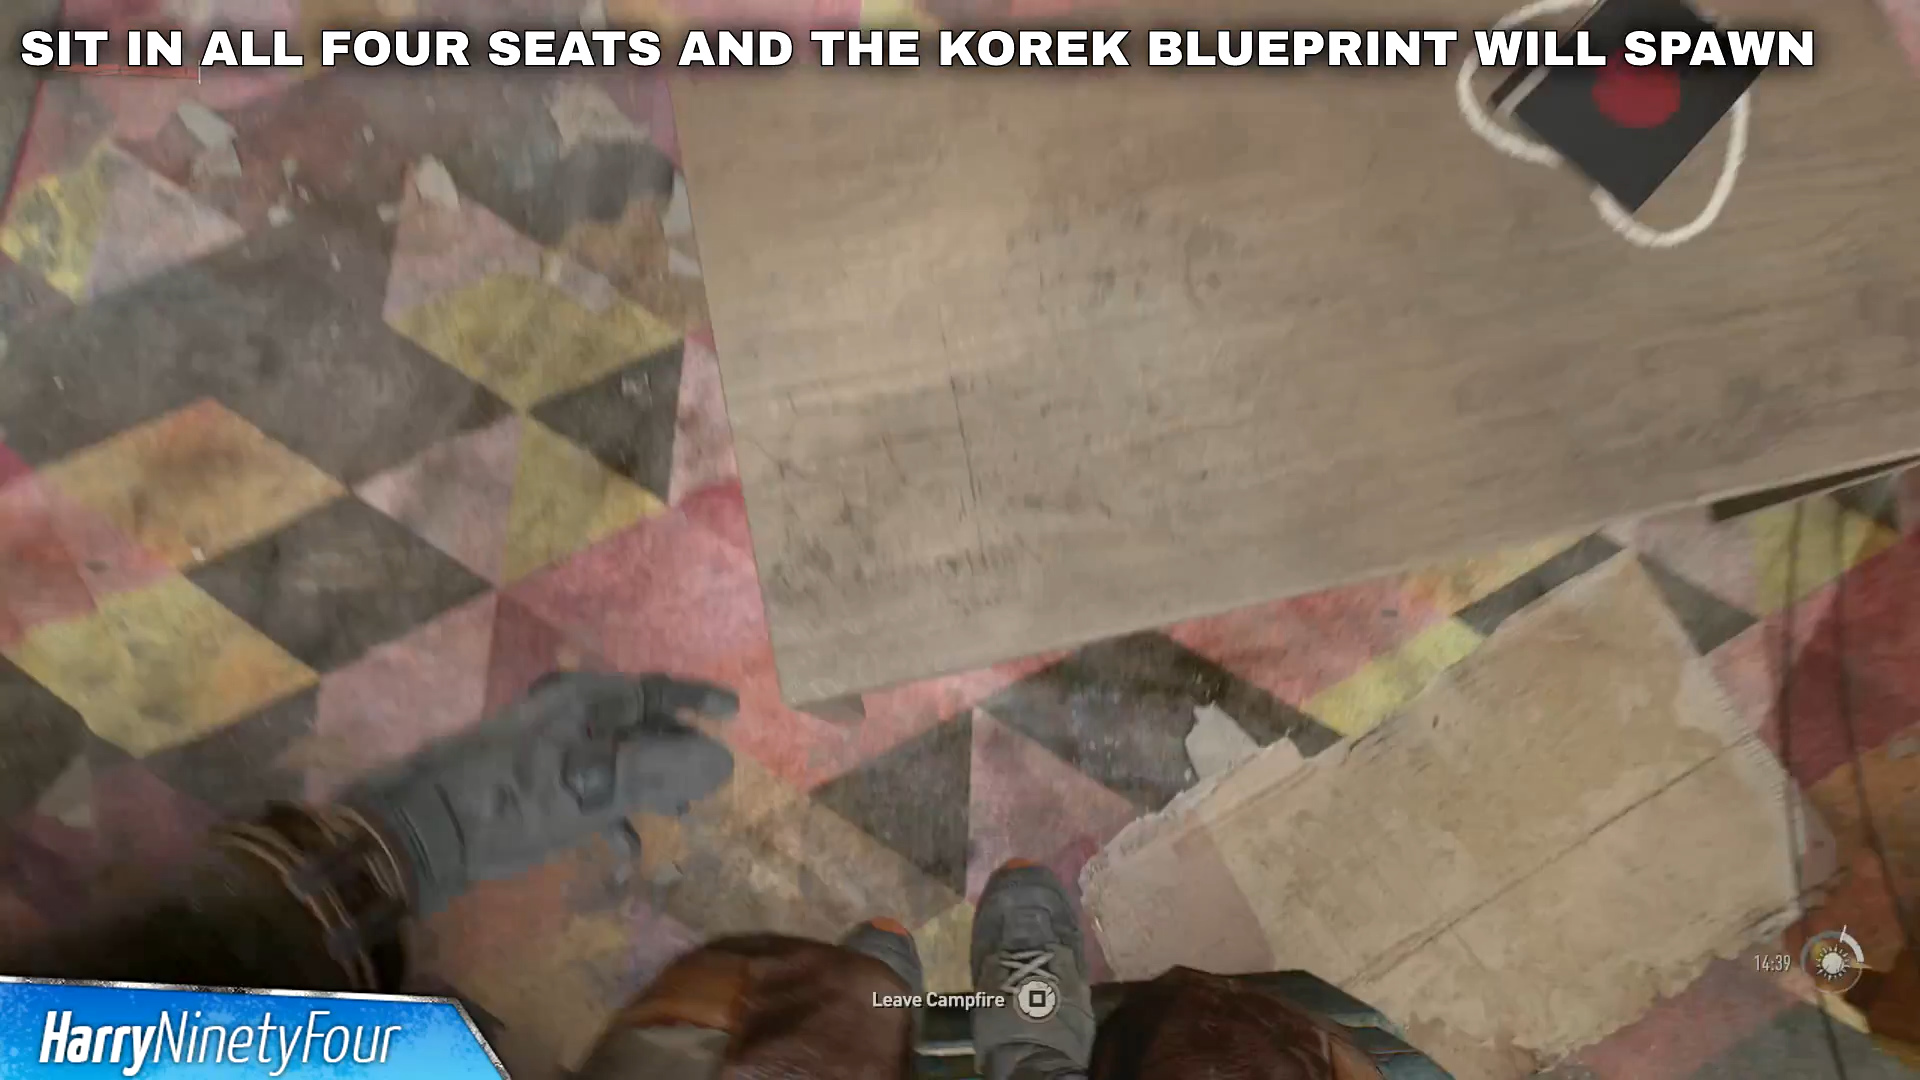 SIT IN ALL FOUR SEATS AND THE KOREK BLUEPRINT WILL SPAWN
14:39
Leave Campfire
HarryNinetyFour